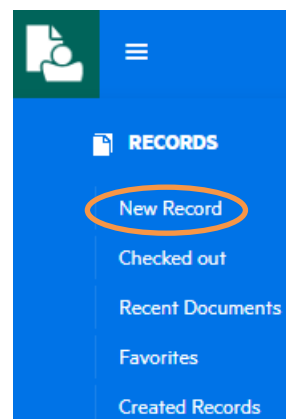 RECORDS
New Record
Checked out
Recent Documents
Favorites
Created Records